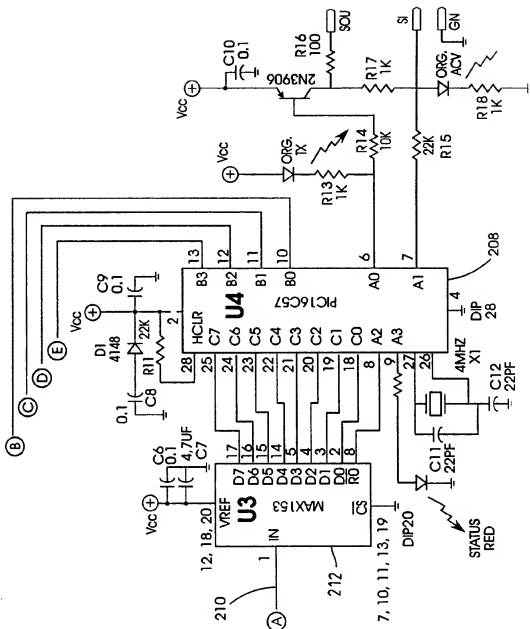 B
C
D
E
A
210
1
IN
212
7, 10, 11, 13, 19
12, 18, 20
VREF
U3
MAX153
CS
DIP20
Vcc
C6
0.1
4.7UF
C7
D7 17
D6 16
D5 15
D4 14
D3 5
D2 4
D1 3
D0 2
R0 8
25 C7
24 C6
23 C5
22 C4
21 C3
20 C2
19 C1
18 C0
8 A2
9 A3
27
26
28 HCLR
2
Vcc
C9
0.1
D1
4148
22K
R11
C8
0.1
U4
PIC16C57
13 B3
12 B2
11 B1
10 B0
A0 6
A1 7
4
DIP
28
208
4MHZ
X1
C11
22PF
C12
22PF
STATUS
RED
Vcc
ORG.
TX
R13
1K
R14
10K
R15
22K
Vcc
C10
0.1
2N3906
R16
100
SOU
R17
1K
SI
GN
ORG.
ACV
R18
1K